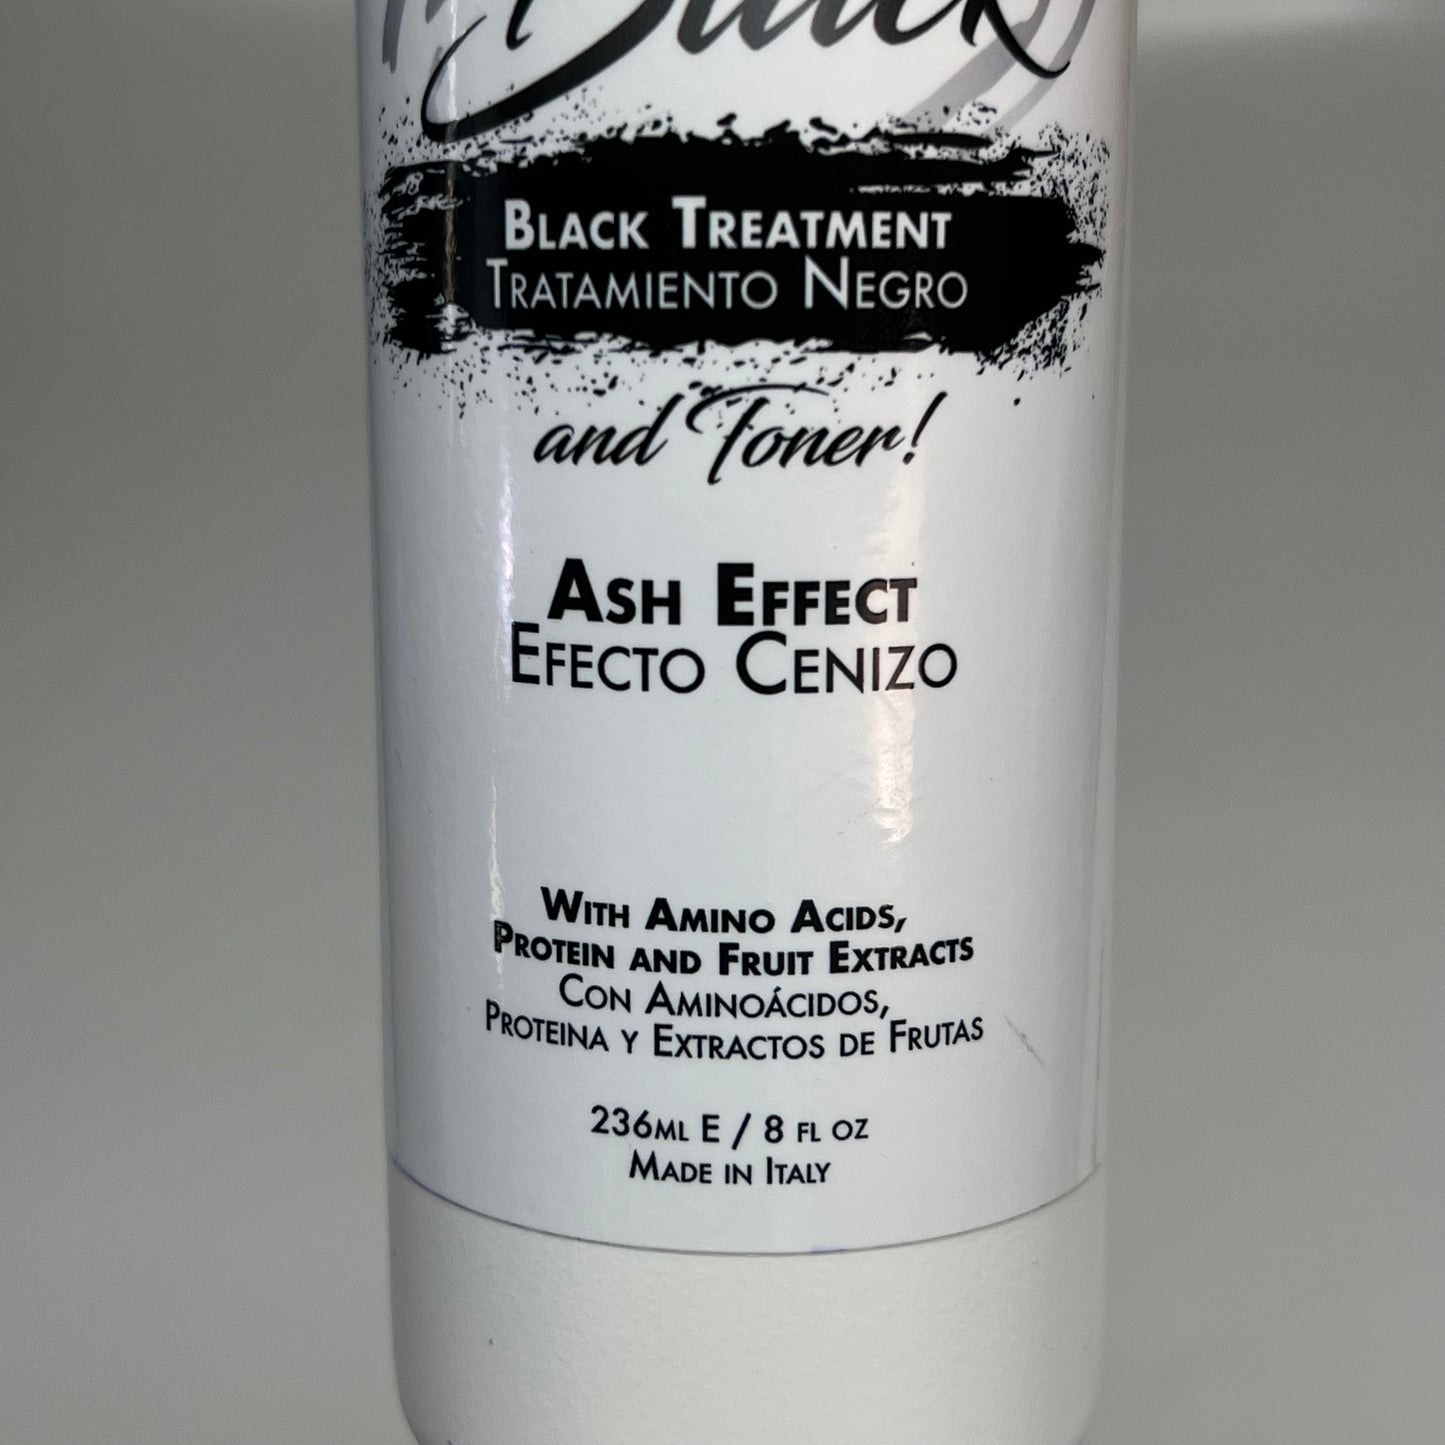 Black
BLACK TREATMENT
TRATAMIENTO NEGRO
and Toner!
ASH EFFECT
EFECTO CENIZO
WITH AMINO ACIDS,
PROTEIN AND FRUIT EXTRACTS
CON AMINOÁCIDOS,
PROTEINA Y EXTRACTOS DE FRUTAS
236ML E / 8 FL OZ
MADE IN ITALY